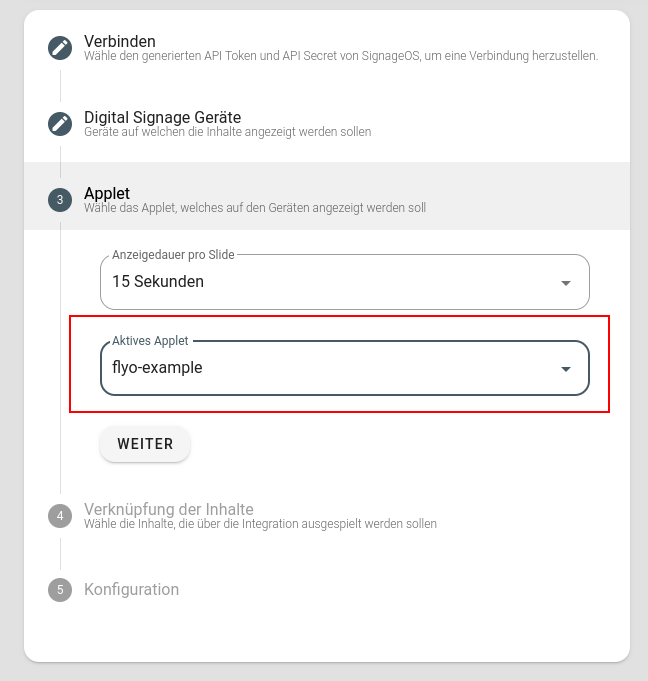 Verbinden
Wähle den generierten API Token und API Secret von SignageOS, um eine Verbindung herzustellen.
Digital Signage Geräte
Geräte auf welchen die Inhalte angezeigt werden sollen
3
Applet
Wähle das Applet, welches auf den Geräten angezeigt werden soll
Anzeigedauer pro Slide
15 Sekunden
Aktives Applet
flyo-example
WEITER
4
Verknüpfung der Inhalte
Wähle die Inhalte, die über die Integration ausgespielt werden sollen
5
Konfiguration